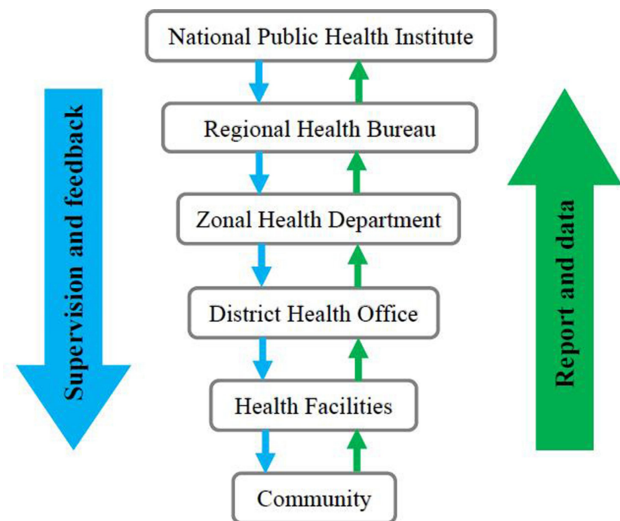 National Public Health Institute
Regional Health Bureau
Zonal Health Department
District Health Office
Health Facilities
Community
Supervision and feedback
Report and data